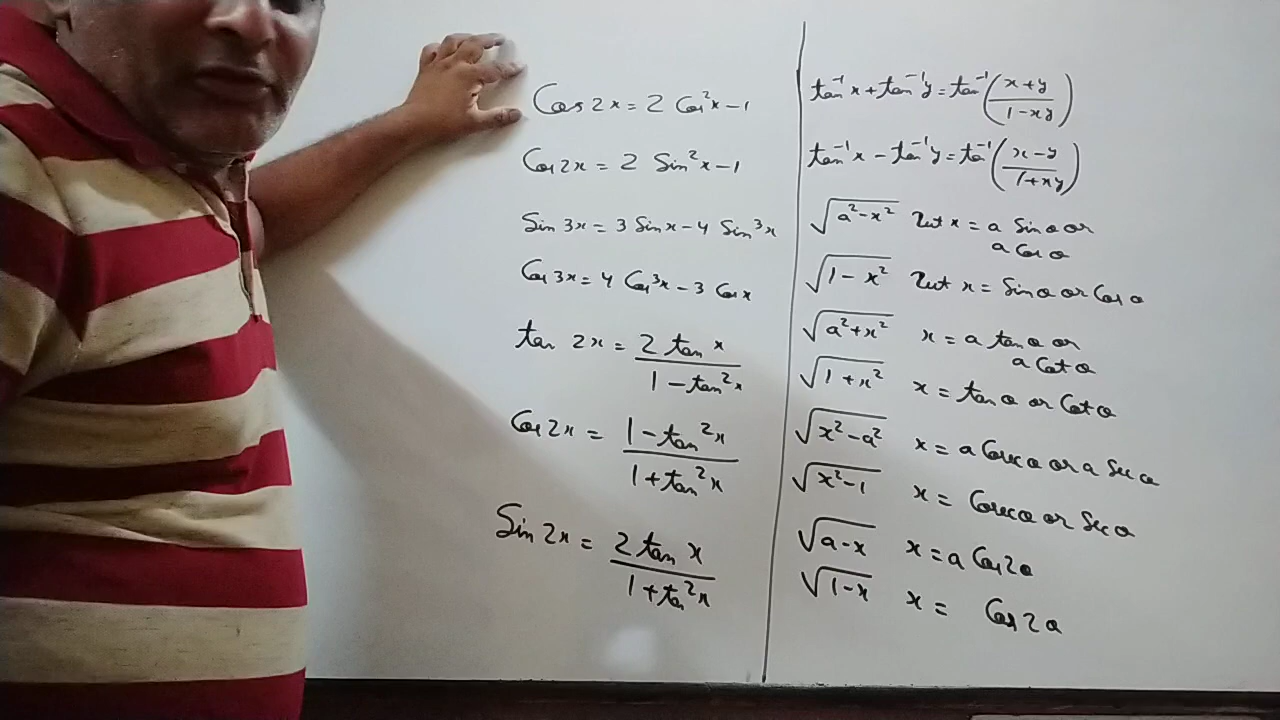 Cos 2x = 2 Cos²x - 1
Cos 2x = 2 Sin²x - 1
Sin 3x = 3 Sin x - 4 Sin³x
Cos 3x = 4 Cos³x - 3 Cos x
tan 2x = 2 tan x / 1 - tan²x
Cos 2x = 1 - tan²x / 1 + tan²x
Sin 2x = 2 tan x / 1 + tan²x
tan⁻¹x + tan⁻¹y = tan⁻¹(x + y / 1 - xy)
tan⁻¹x - tan⁻¹y = tan⁻¹(x - y / 1 + xy)
√a² - x² Put x = a Sin θ or
a Cos θ
√1 - x² Put x = Sin θ or Cos θ
√a² + x² x = a tan θ or
a Cot θ
√1 + x² x = tan θ or Cot θ
√x² - a² x = a Cosec θ or a Sec θ
√x² - 1 x = Cosec θ or Sec θ
√a - x x = a Cos 2θ
√1 - x x = Cos 2θ